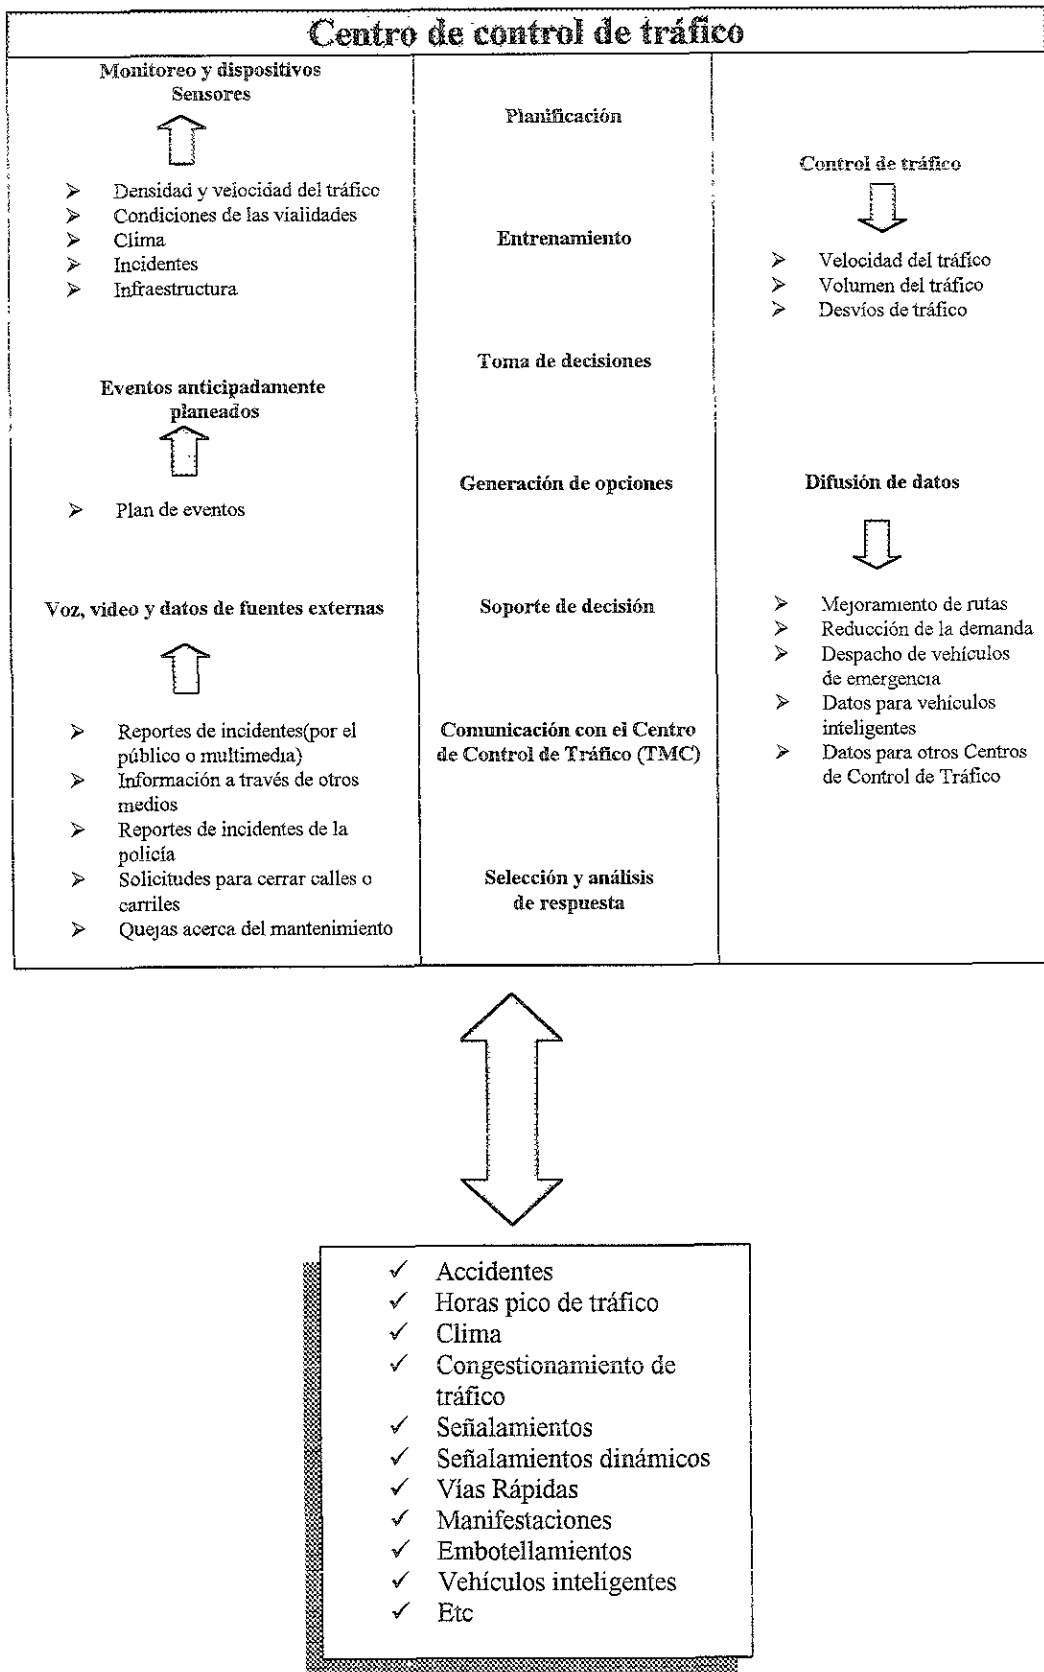 Centro de control de tráfico
Monitoreo y dispositivos
Sensores
➢ Densidad y velocidad del tráfico
➢ Condiciones de las vialidades
➢ Clima
➢ Incidentes
➢ Infraestructura
Eventos anticipadamente
planeados
➢ Plan de eventos
Voz, video y datos de fuentes externas
➢ Reportes de incidentes(por el
público o multimedia)
➢ Información a través de otros
medios
➢ Reportes de incidentes de la
policía
➢ Solicitudes para cerrar calles o
carriles
➢ Quejas acerca del mantenimiento
Planificación
Entrenamiento
Toma de decisiones
Generación de opciones
Soporte de decisión
Comunicación con el Centro
de Control de Tráfico (TMC)
Selección y análisis
de respuesta
Control de tráfico
➢ Velocidad del tráfico
➢ Volumen del tráfico
➢ Desvíos de tráfico
Difusión de datos
➢ Mejoramiento de rutas
➢ Reducción de la demanda
➢ Despacho de vehículos
de emergencia
➢ Datos para vehículos
inteligentes
➢ Datos para otros Centros
de Control de Tráfico
✓ Accidentes
✓ Horas pico de tráfico
✓ Clima
✓ Congestionamiento de
tráfico
✓ Señalamientos
✓ Señalamientos dinámicos
✓ Vías Rápidas
✓ Manifestaciones
✓ Embotellamientos
✓ Vehículos inteligentes
✓ Etc